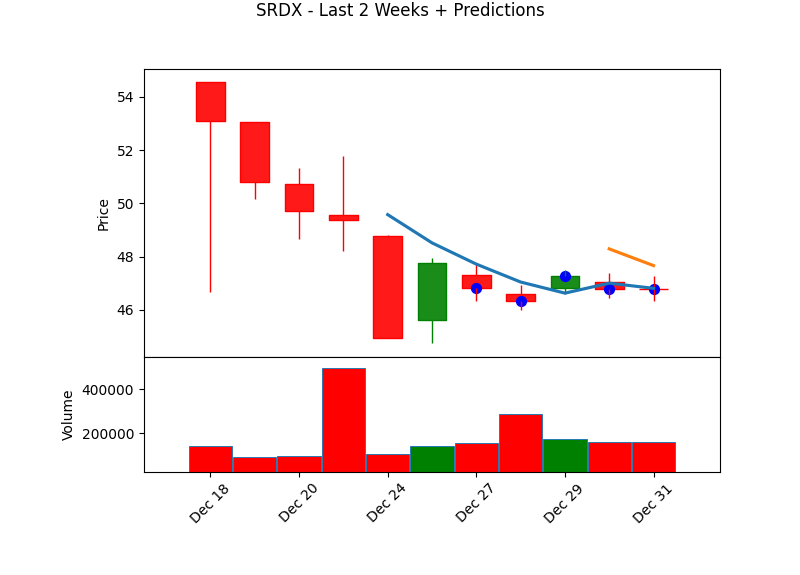 SRDX - Last 2 Weeks + Predictions
54
52
50
48
46
Price
400000
200000
Volume
Dec 18
Dec 20
Dec 24
Dec 27
Dec 29
Dec 31